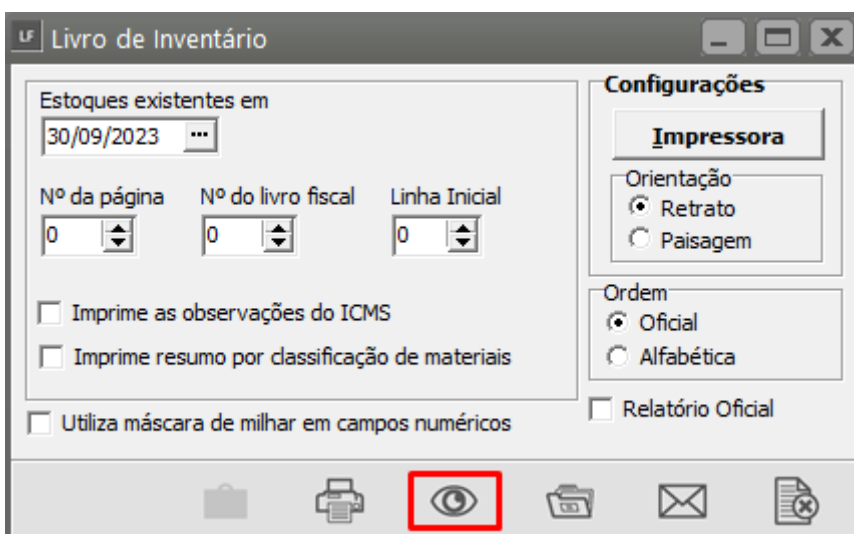 LF Livro de Inventário
Estoques existentes em
30/09/2023 ...
Nº da página Nº do livro fiscal Linha Inicial
0 0 0
Imprime as observações do ICMS
Imprime resumo por classificação de materiais
Utiliza máscara de milhar em campos numéricos
Configurações
Impressora
Orientação
Retrato
Paisagem
Ordem
Oficial
Alfabética
Relatório Oficial